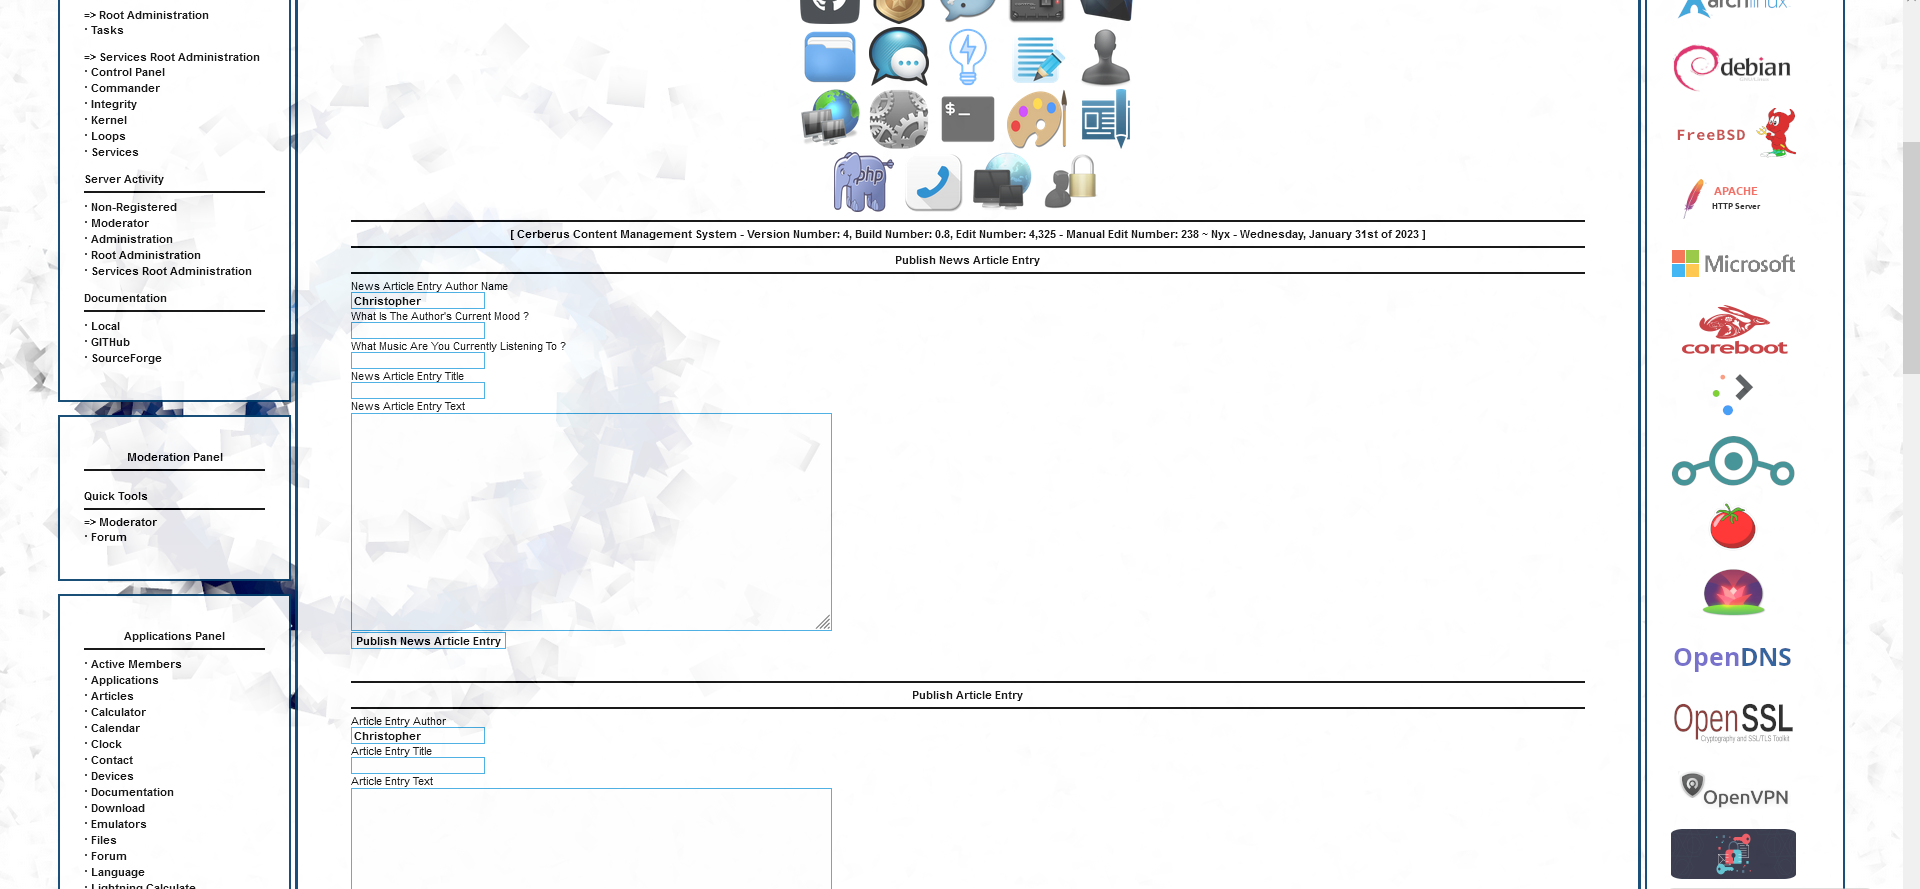 => Root Administration
· Tasks
=> Services Root Administration
· Control Panel
· Commander
· Integrity
· Kernel
· Loops
· Services
Server Activity
· Non-Registered
· Moderator
· Administration
· Root Administration
· Services Root Administration
Documentation
· Local
· GITHub
· SourceForge
Moderation Panel
Quick Tools
=> Moderator
· Forum
Applications Panel
· Active Members
· Applications
· Articles
· Calculator
· Calendar
· Clock
· Contact
· Devices
· Documentation
· Download
· Emulators
· Files
· Forum
· Language
· Lightning Calculate
$_
php
[ Cerberus Content Management System - Version Number: 4, Build Number: 0.8, Edit Number: 4,325 - Manual Edit Number: 238 ~ Nyx - Wednesday, January 31st of 2023 ]
Publish News Article Entry
News Article Entry Author Name
Christopher
What Is The Author's Current Mood ?
What Music Are You Currently Listening To ?
News Article Entry Title
News Article Entry Text
Publish News Article Entry
Publish Article Entry
Article Entry Author
Christopher
Article Entry Title
Article Entry Text
archlinux
debian
FreeBSD
APACHE
HTTP Server
Microsoft
coreboot
OpenDNS
OpenSSL
Cryptography and SSL/TLS Toolkit
OpenVPN